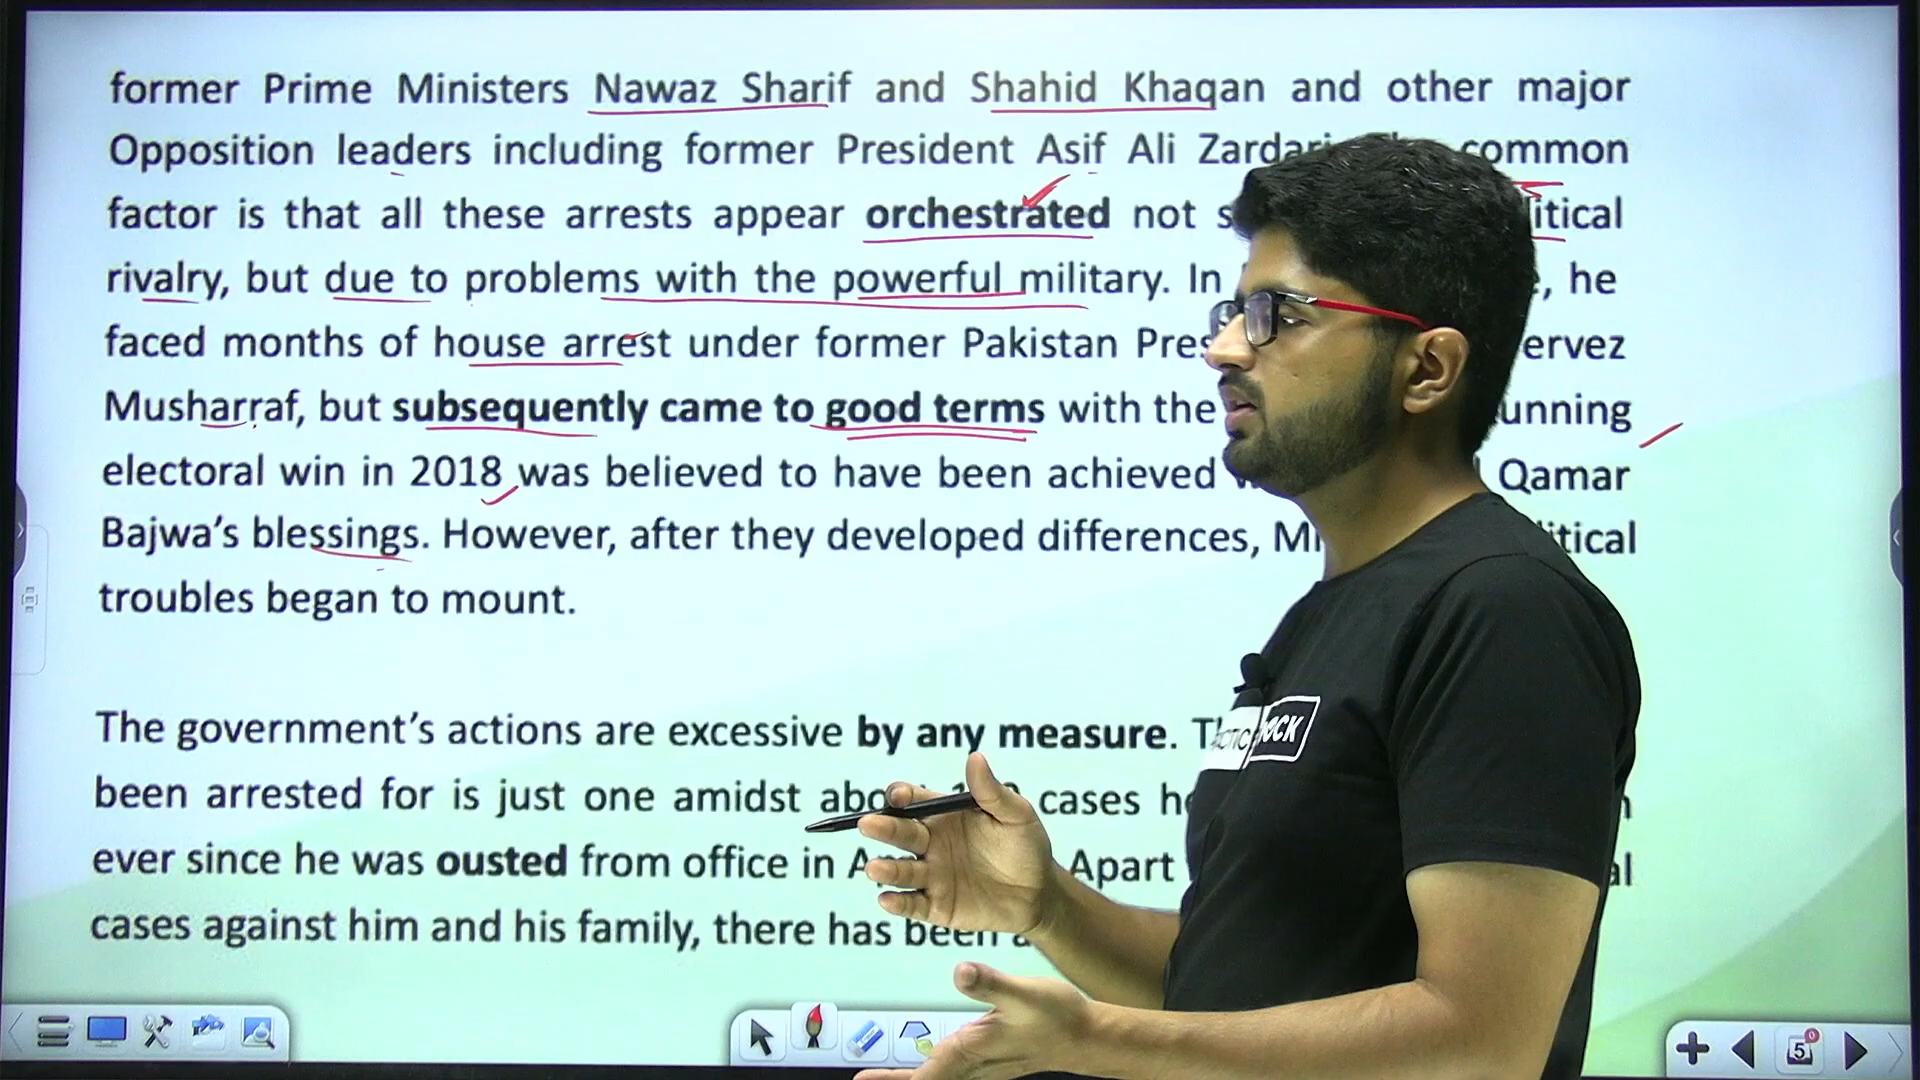 former Prime Ministers Nawaz Sharif and Shahid Khaqan and other major
Opposition leaders including former President Asif Ali Zardari common
factor is that all these arrests appear orchestrated not
rivalry, but due to problems with the powerful military. In he
faced months of house arrest under former Pakistan
Musharraf, but subsequently came to good terms with the
electoral win in 2018 was believed to have been achieved Qamar
Bajwa’s blessings. However, after they developed differences,
troubles began to mount.
The government’s actions are excessive by any measure.
been arrested for is just one amidst cases
ever since he was ousted from office in Apart
cases against him and his family, there has been
5
0